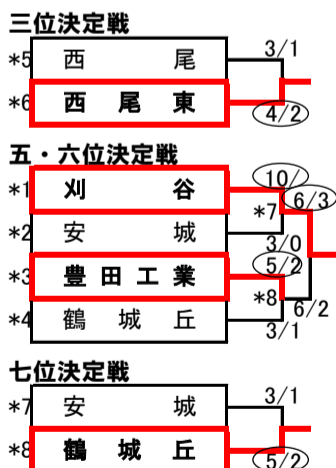 三位決定戦
*5 西尾 3/1
*6 西尾東 4/2
五・六位決定戦
*1 刈谷 10/
*7 6/3
*2 安城 3/0
*3 豊田工業 5/2
*8 6/2
*4 鶴城丘 3/1
七位決定戦
*7 安城 3/1
*8 鶴城丘 5/2